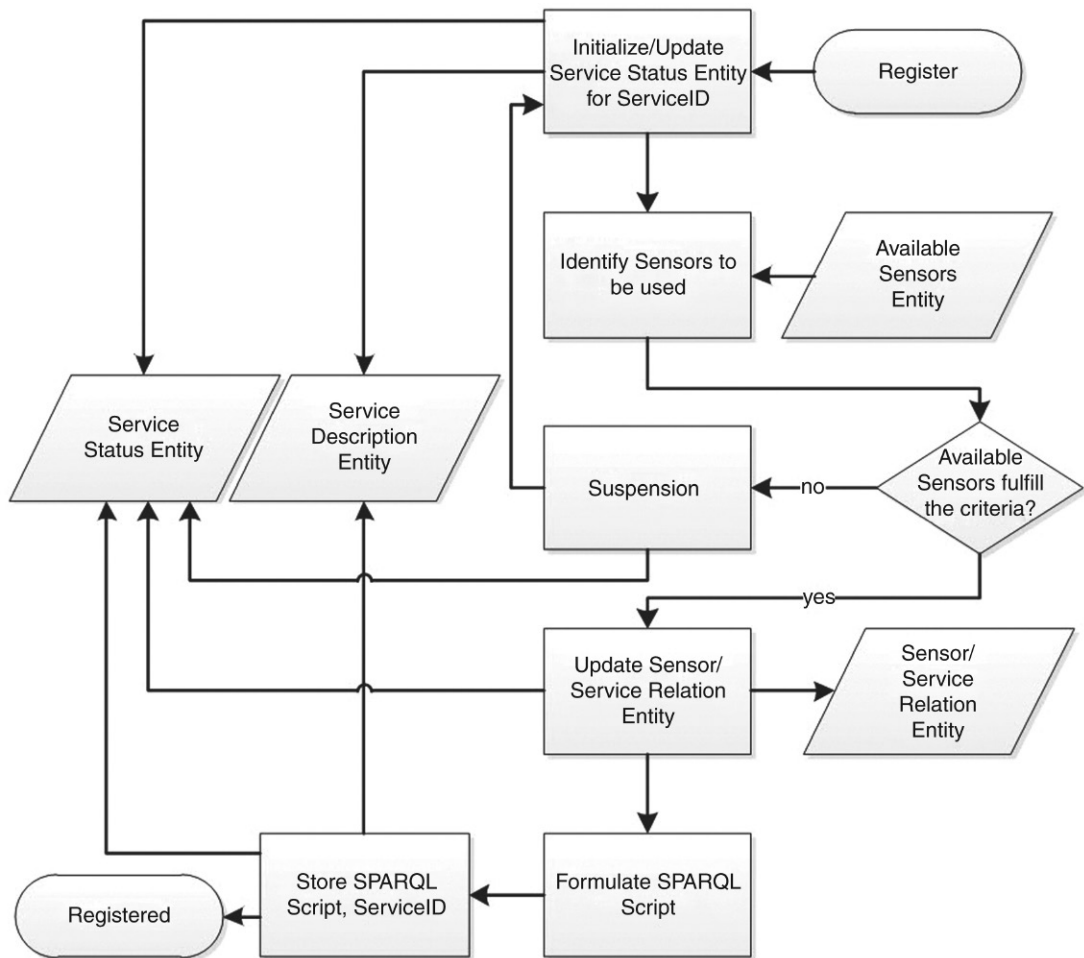 Initialize/Update
Service Status Entity
for ServiceID
Register
Identify Sensors to
be used
Available
Sensors
Entity
Service
Status Entity
Service
Description
Entity
Suspension
no
Available
Sensors fulfill
the criteria?
yes
Update Sensor/
Service Relation
Entity
Sensor/
Service
Relation
Entity
Registered
Store SPARQL
Script, ServiceID
Formulate SPARQL
Script